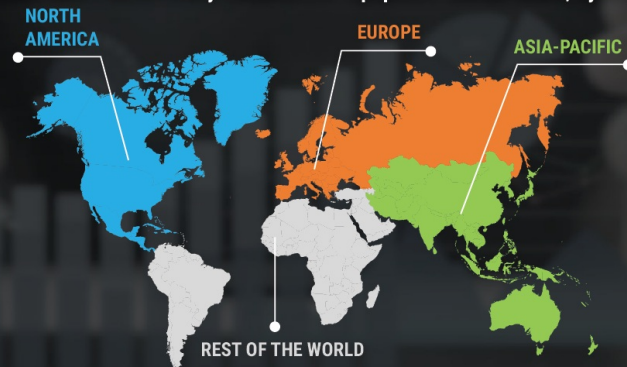 NORTH
AMERICA
EUROPE
ASIA-PACIFIC
REST OF THE WORLD